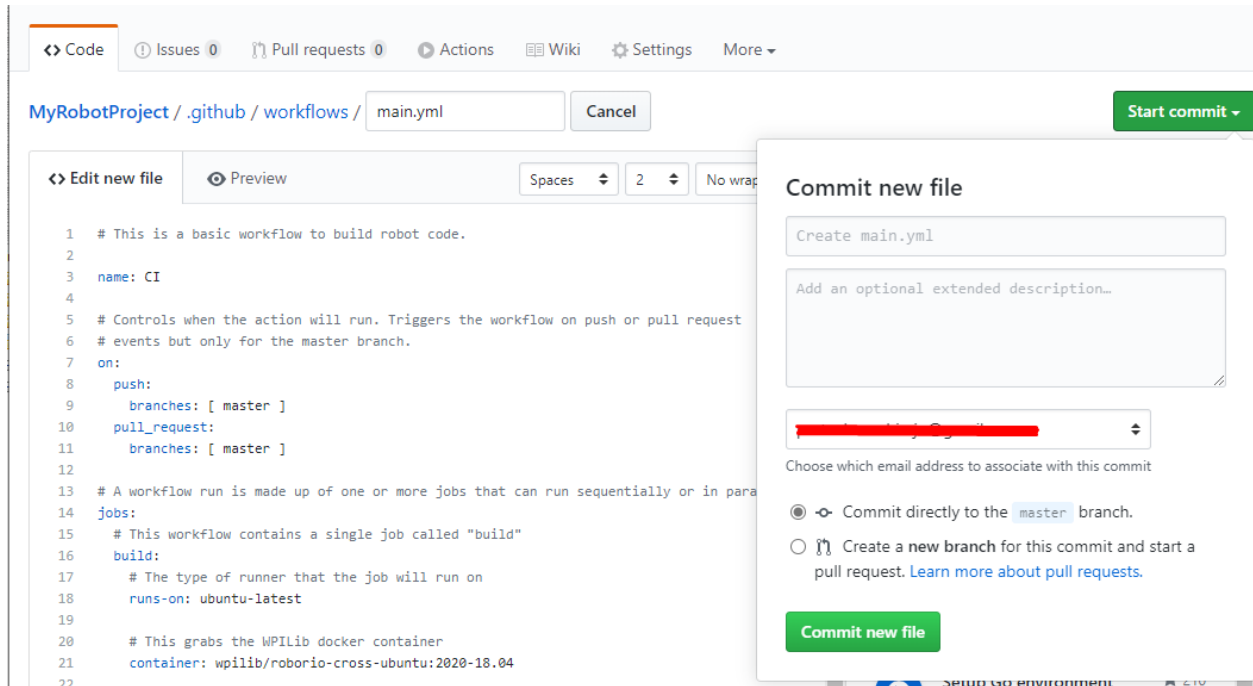 Code Issues 0 Pull requests 0 Actions Wiki Settings More
MyRobotProject / .github / workflows / main.yml Cancel
Start commit
Edit new file Preview
Spaces 2 No wrap
1 # This is a basic workflow to build robot code.
2
3 name: CI
4
5 # Controls when the action will run. Triggers the workflow on push or pull request
6 # events but only for the master branch.
7 on:
8 push:
9 branches: [ master ]
10 pull_request:
11 branches: [ master ]
12
13 # A workflow run is made up of one or more jobs that can run sequentially or in para
14 jobs:
15 # This workflow contains a single job called "build"
16 build:
17 # The type of runner that the job will run on
18 runs-on: ubuntu-latest
19
20 # This grabs the WPILib docker container
21 container: wpilib/roborio-cross-ubuntu:2020-18.04
22
Commit new file
Create main.yml
Add an optional extended description…
Choose which email address to associate with this commit
Commit directly to the master branch.
Create a new branch for this commit and start a
pull request. Learn more about pull requests.
Commit new file
Setup Go environment